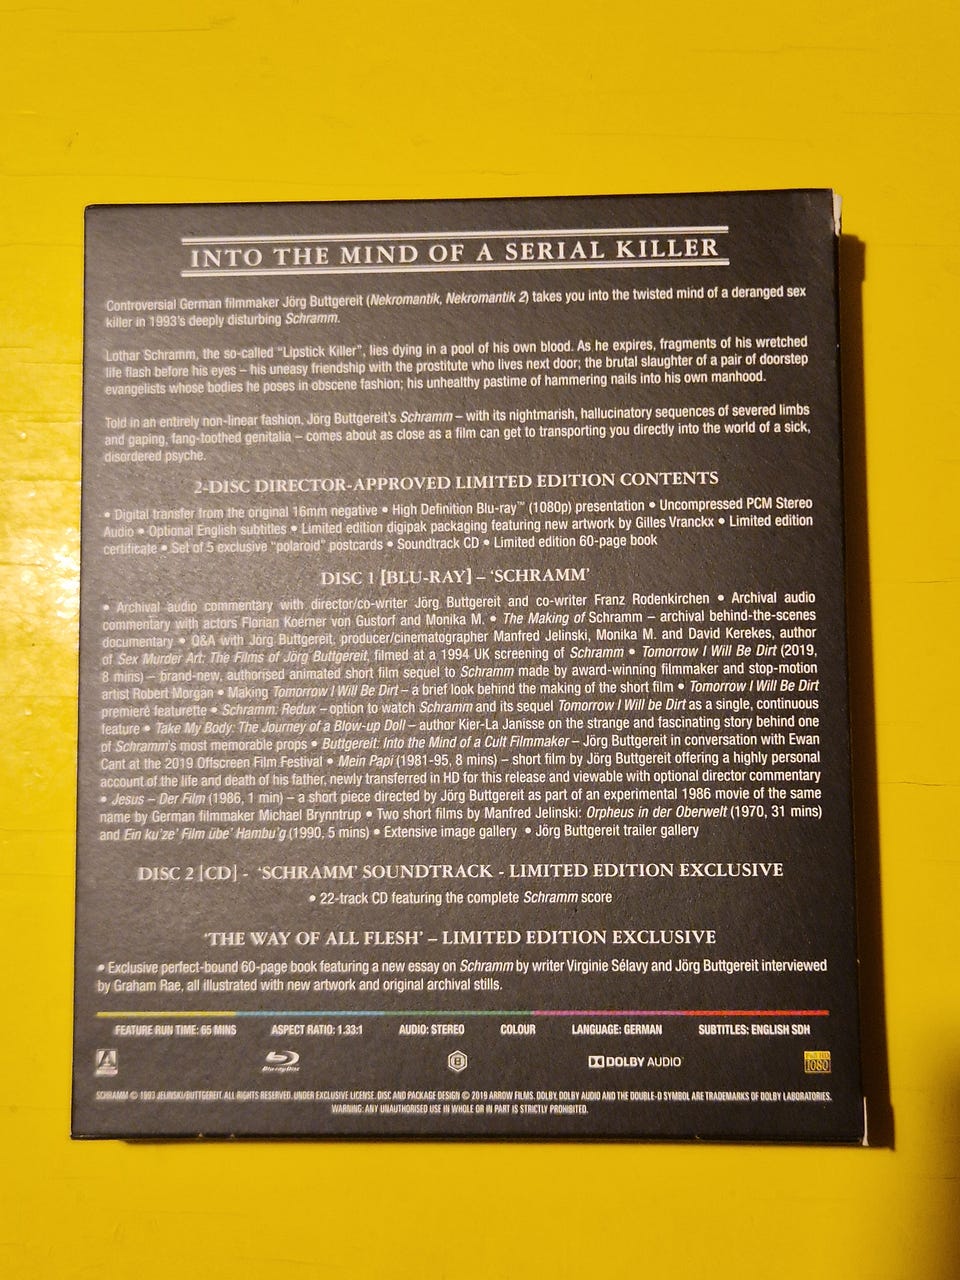 INTO THE MIND OF A SERIAL KILLER
Controversial German filmmaker Jörg Buttgereit (Nekromantik, Nekromantik 2) takes you into the twisted mind of a deranged sex
killer in 1993's deeply disturbing Schramm.
Lothar Schramm, the so-called "Lipstick Killer", lies dying in a pool of his own blood. As he expires, fragments of his wretched
life flash before his eyes – his uneasy friendship with the prostitute who lives next door; the brutal slaughter of a pair of doorstep
evangelists whose bodies he poses in obscene fashion; his unhealthy pastime of hammering nails into his own manhood.
Told in an entirely non-linear fashion, Jörg Buttgereit's Schramm – with its nightmarish, hallucinatory sequences of severed limbs
and gaping, fang-toothed genitalia – comes about as close as a film can get to transporting you directly into the world of a sick,
disordered psyche.
2-DISC DIRECTOR-APPROVED LIMITED EDITION CONTENTS
• Digital transfer from the original 16mm negative • High Definition Blu-ray™ (1080p) presentation • Uncompressed PCM Stereo
Audio • Optional English subtitles • Limited edition digipak packaging featuring new artwork by Gilles Vranckx • Limited edition
certificate • Set of 5 exclusive "polaroid" postcards • Soundtrack CD • Limited edition 60-page book
DISC 1 [BLU-RAY] – 'SCHRAMM'
• Archival audio commentary with director/co-writer Jörg Buttgereit and co-writer Franz Rodenkirchen • Archival audio
commentary with actors Florian Koerner von Gustorf and Monika M. • The Making of Schramm – archival behind-the-scenes
documentary • Q&A with Jörg Buttgereit, producer/cinematographer Manfred Jelinski, Monika M. and David Kerekes, author
of Sex Murder Art: The Films of Jörg Buttgereit, filmed at a 1994 UK screening of Schramm • Tomorrow I Will Be Dirt (2019,
8 mins) – brand-new, authorised animated short film sequel to Schramm made by award-winning filmmaker and stop-motion
artist Robert Morgan • Making Tomorrow I Will Be Dirt – a brief look behind the making of the short film • Tomorrow I Will Be Dirt
premiere featurette • Schramm: Redux – option to watch Schramm and its sequel Tomorrow I Will be Dirt as a single, continuous
feature • Take My Body: The Journey of a Blow-up Doll – author Kier-La Janisse on the strange and fascinating story behind one
of Schramm's most memorable props • Buttgereit: Into the Mind of a Cult Filmmaker – Jörg Buttgereit in conversation with Ewan
Cant at the 2019 Offscreen Film Festival • Mein Papi (1981-95, 8 mins) – short film by Jörg Buttgereit offering a highly personal
account of the life and death of his father, newly transferred in HD for this release and viewable with optional director commentary
• Jesus – Der Film (1986, 1 min) – a short piece directed by Jörg Buttgereit as part of an experimental 1986 movie of the same
name by German filmmaker Michael Brynntrup • Two short films by Manfred Jelinski: Orpheus in der Oberwelt (1970, 31 mins)
and Ein ku'ze' Film übe' Hambu'g (1990, 5 mins) • Extensive image gallery • Jörg Buttgereit trailer gallery
DISC 2 [CD] - 'SCHRAMM' SOUNDTRACK - LIMITED EDITION EXCLUSIVE
• 22-track CD featuring the complete Schramm score
'THE WAY OF ALL FLESH' – LIMITED EDITION EXCLUSIVE
• Exclusive perfect-bound 60-page book featuring a new essay on Schramm by writer Virginie Sélavy and Jörg Buttgereit interviewed
by Graham Rae, all illustrated with new artwork and original archival stills.
FEATURE RUN TIME: 65 MINS ASPECT RATIO: 1.33:1 AUDIO: STEREO COLOUR LANGUAGE: GERMAN SUBTITLES: ENGLISH SDH
Blu-ray Disc B DOLBY AUDIO™ Full HD 1080
SCHRAMM © 1993 JELINSKI/BUTTGEREIT. ALL RIGHTS RESERVED. UNDER EXCLUSIVE LICENSE. DISC AND PACKAGE DESIGN © 2019 ARROW FILMS. DOLBY, DOLBY AUDIO AND THE DOUBLE-D SYMBOL ARE TRADEMARKS OF DOLBY LABORATORIES.
WARNING: ANY UNAUTHORISED USE IN WHOLE OR IN PART IS STRICTLY PROHIBITED.